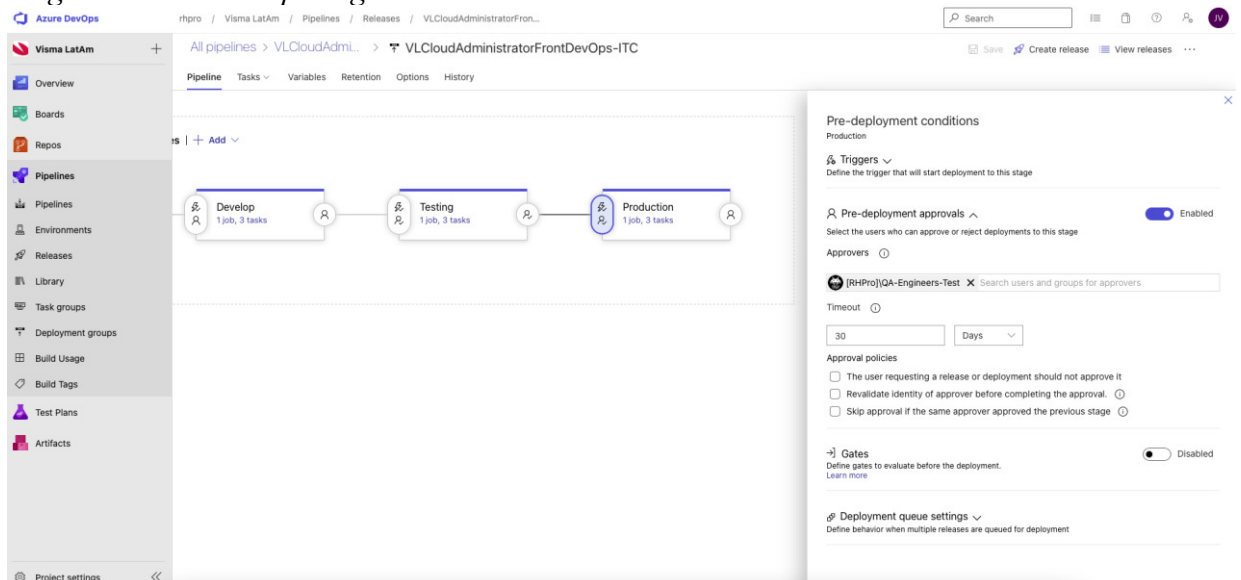 Azure DevOps
rhpro / Visma LatAm / Pipelines / Releases / VLCloudAdministratorFron...
Search
JV
Visma LatAm
All pipelines > VLCloudAdmi... > VLCloudAdministratorFrontDevOps-ITC
Save Create release View releases ...
Pipeline Tasks Variables Retention Options History
Overview
Boards
Repos
Pipelines
Pipelines
Environments
Releases
Library
Task groups
Deployment groups
Build Usage
Build Tags
Test Plans
Artifacts
Project settings
es | + Add
Develop
1 job, 3 tasks
Testing
1 job, 3 tasks
Production
1 job, 3 tasks
Pre-deployment conditions
Production
Triggers
Define the trigger that will start deployment to this stage
Pre-deployment approvals
Enabled
Select the users who can approve or reject deployments to this stage
Approvers
[RHPro]\QA-Engineers-Test Search users and groups for approvers
Timeout
30 Days
Approval policies
The user requesting a release or deployment should not approve it
Revalidate identity of approver before completing the approval.
Skip approval if the same approver approved the previous stage
Gates
Disabled
Define gates to evaluate before the deployment.
Learn more
Deployment queue settings
Define behavior when multiple releases are queued for deployment